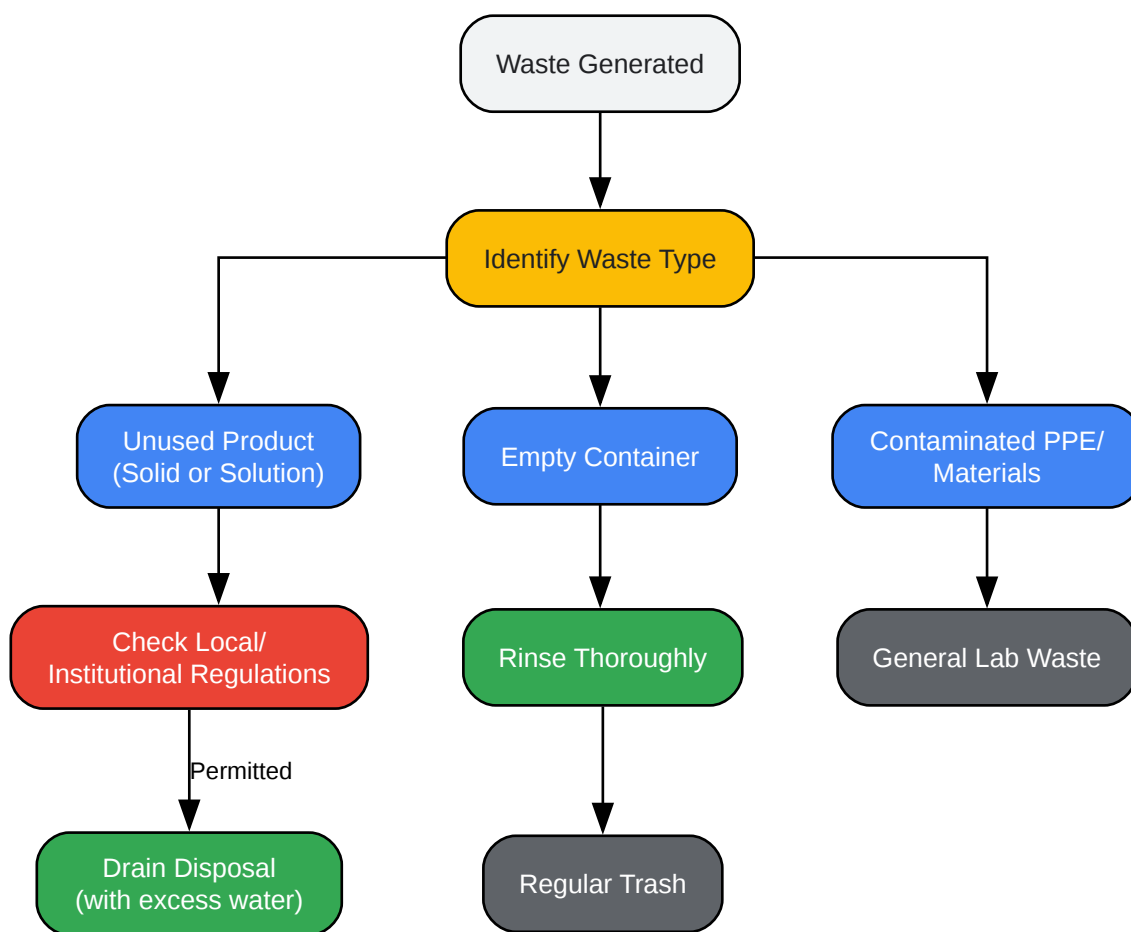 Waste Generated
Identify Waste Type
Unused Product
(Solid or Solution)
Empty Container
Contaminated PPE/
Materials
Check Local/
Institutional Regulations
Rinse Thoroughly
General Lab Waste
Permitted
Drain Disposal
(with excess water)
Regular Trash